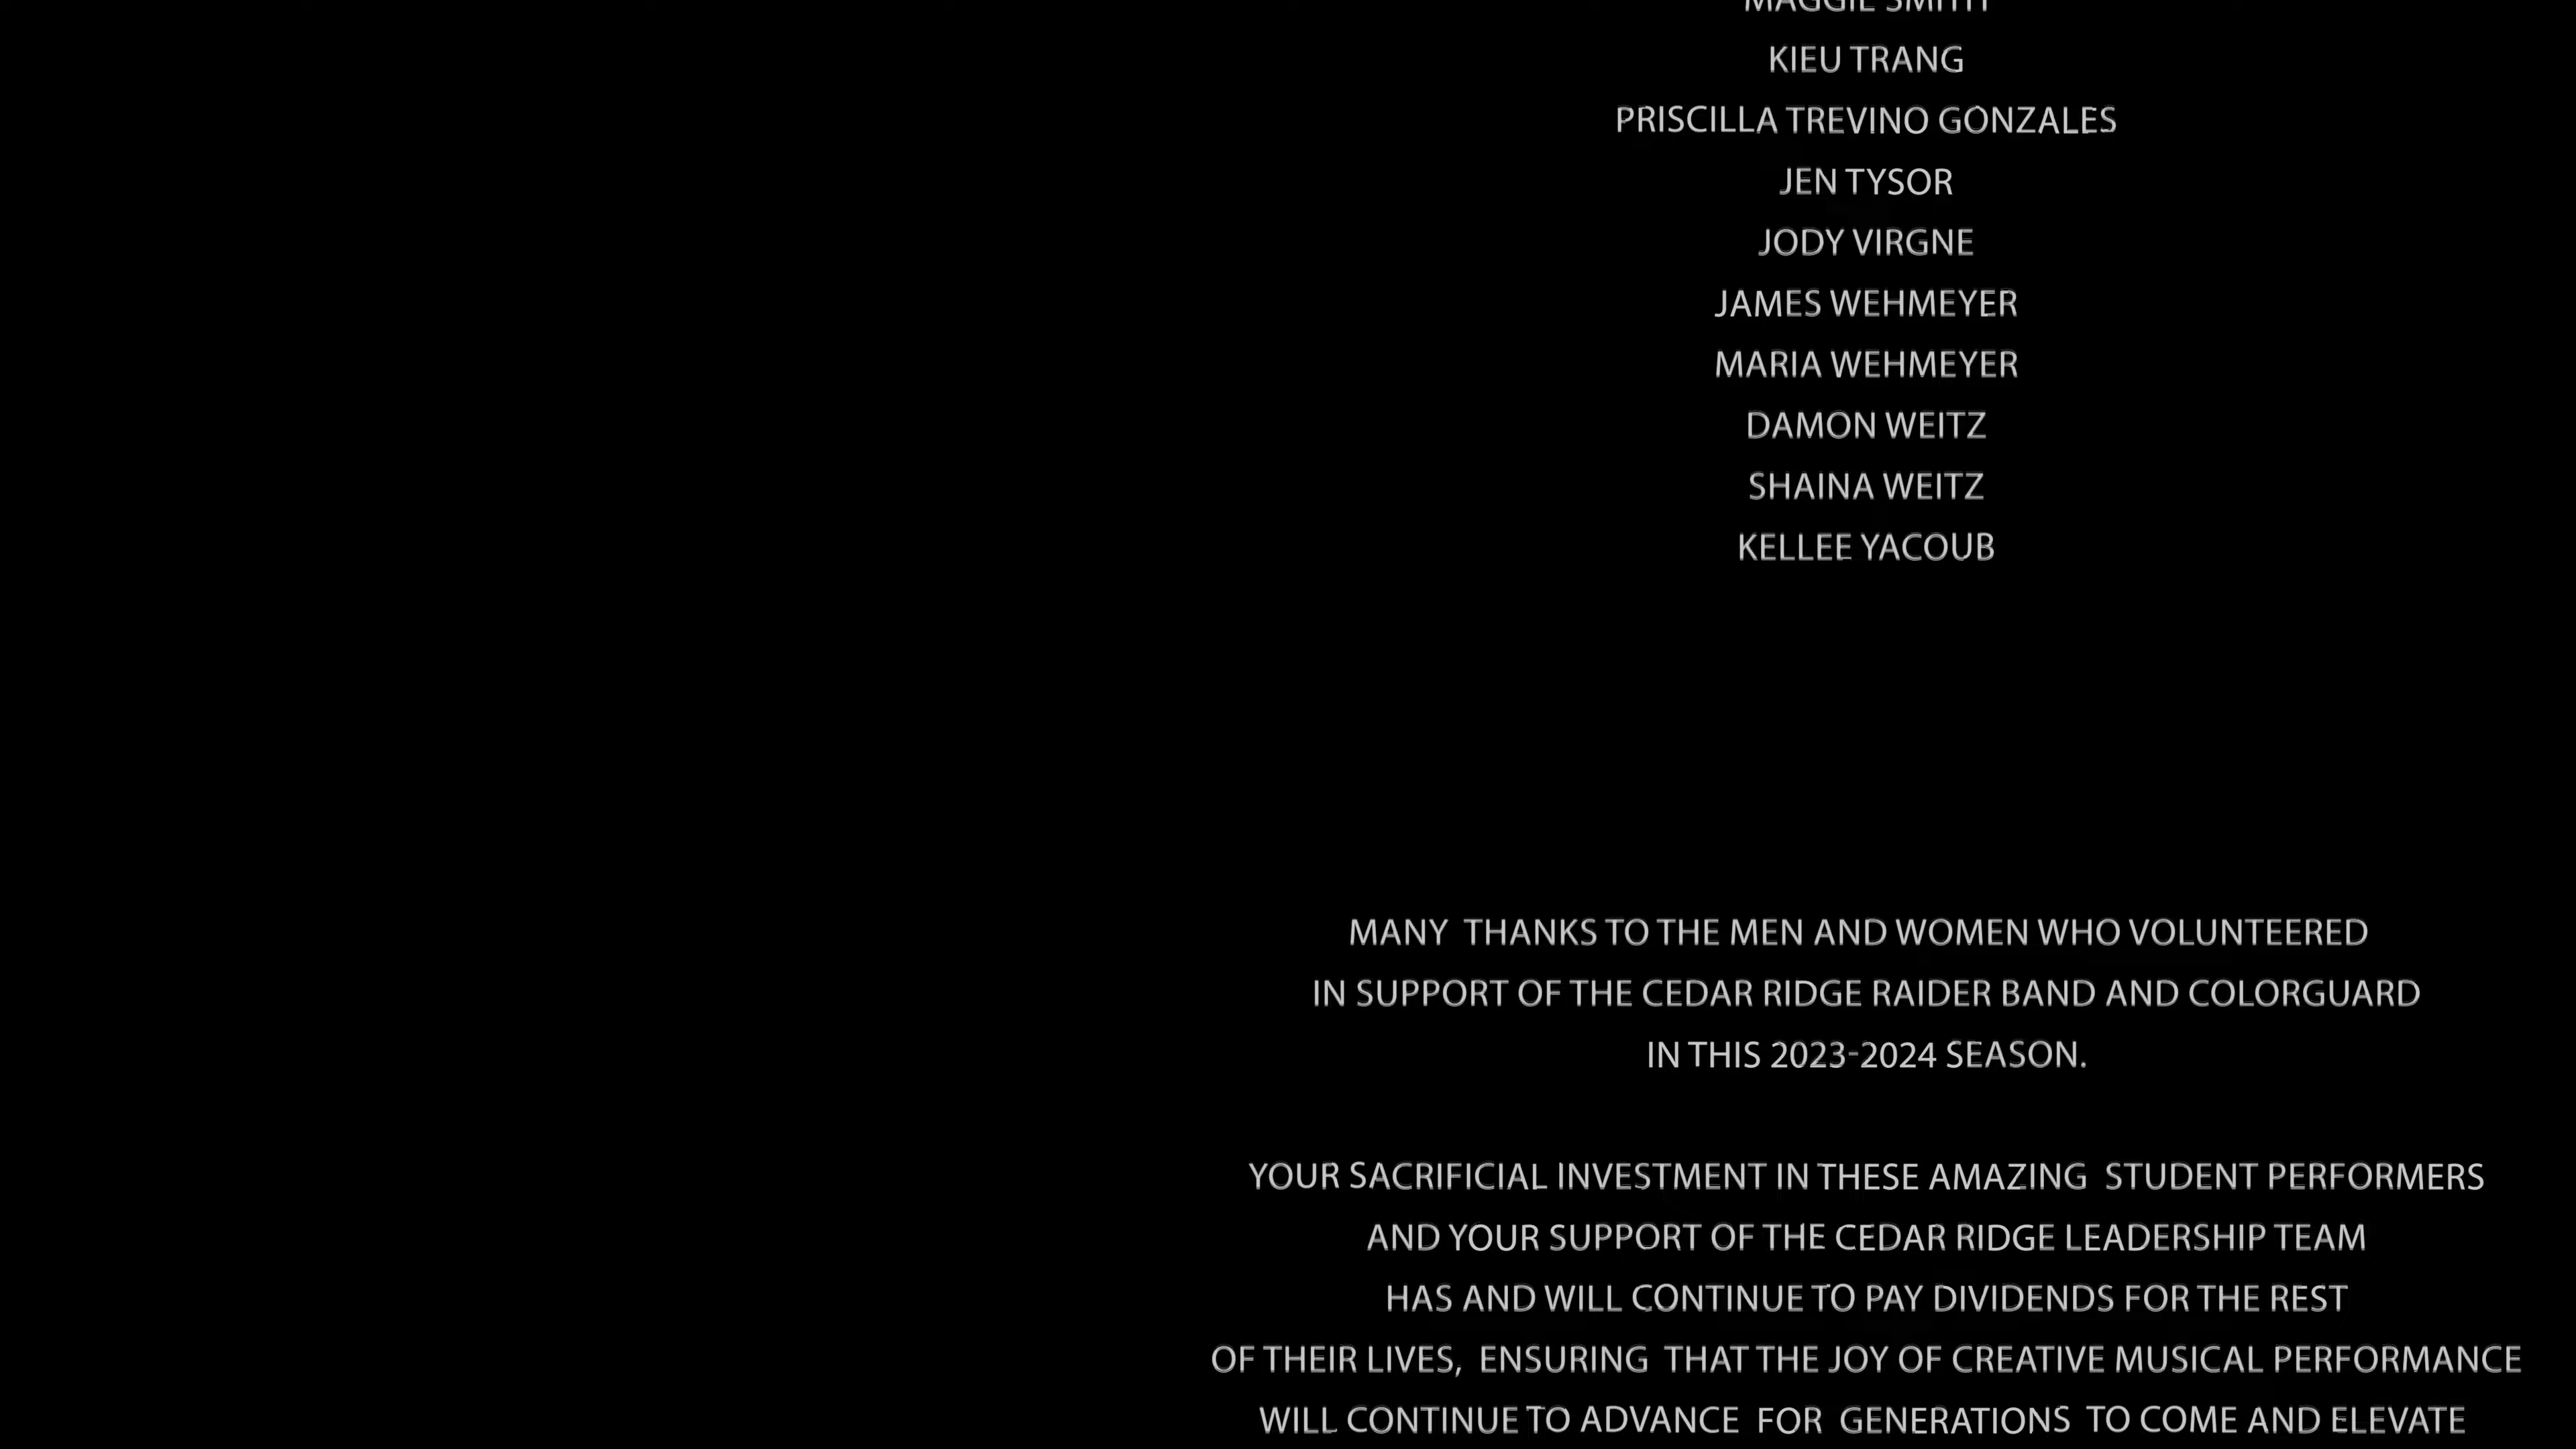 MAGGIE SMITH
KIEU TRANG
PRISCILLA TREVINO GONZALES
JEN TYSOR
JODY VIRGNE
JAMES WEHMEYER
MARIA WEHMEYER
DAMON WEITZ
SHAINA WEITZ
KELLEE YACOUB
MANY THANKS TO THE MEN AND WOMEN WHO VOLUNTEERED
IN SUPPORT OF THE CEDAR RIDGE RAIDER BAND AND COLORGUARD
IN THIS 2023-2024 SEASON.
YOUR SACRIFICIAL INVESTMENT IN THESE AMAZING STUDENT PERFORMERS
AND YOUR SUPPORT OF THE CEDAR RIDGE LEADERSHIP TEAM
HAS AND WILL CONTINUE TO PAY DIVIDENDS FOR THE REST
OF THEIR LIVES, ENSURING THAT THE JOY OF CREATIVE MUSICAL PERFORMANCE
WILL CONTINUE TO ADVANCE FOR GENERATIONS TO COME AND ELEVATE